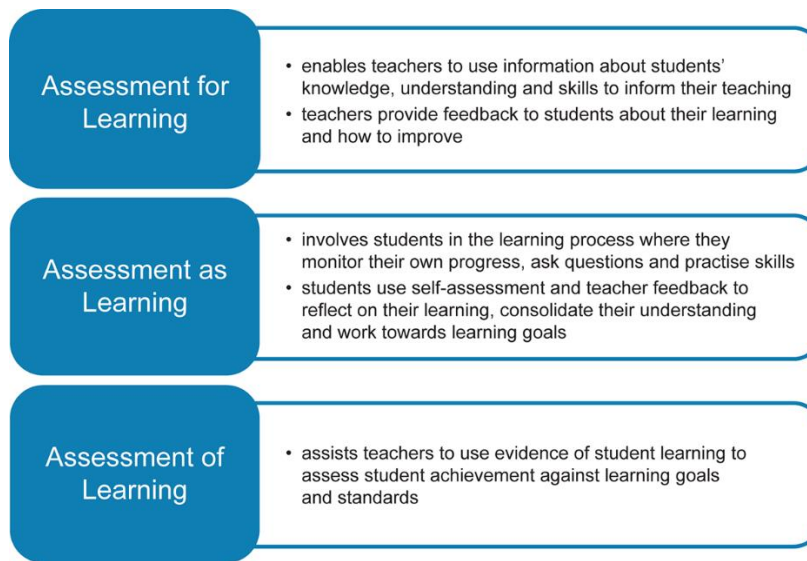 Assessment for
Learning
• enables teachers to use information about students’
knowledge, understanding and skills to inform their teaching
• teachers provide feedback to students about their learning
and how to improve
Assessment as
Learning
• involves students in the learning process where they
monitor their own progress, ask questions and practise skills
• students use self-assessment and teacher feedback to
reflect on their learning, consolidate their understanding
and work towards learning goals
Assessment of
Learning
• assists teachers to use evidence of student learning to
assess student achievement against learning goals
and standards